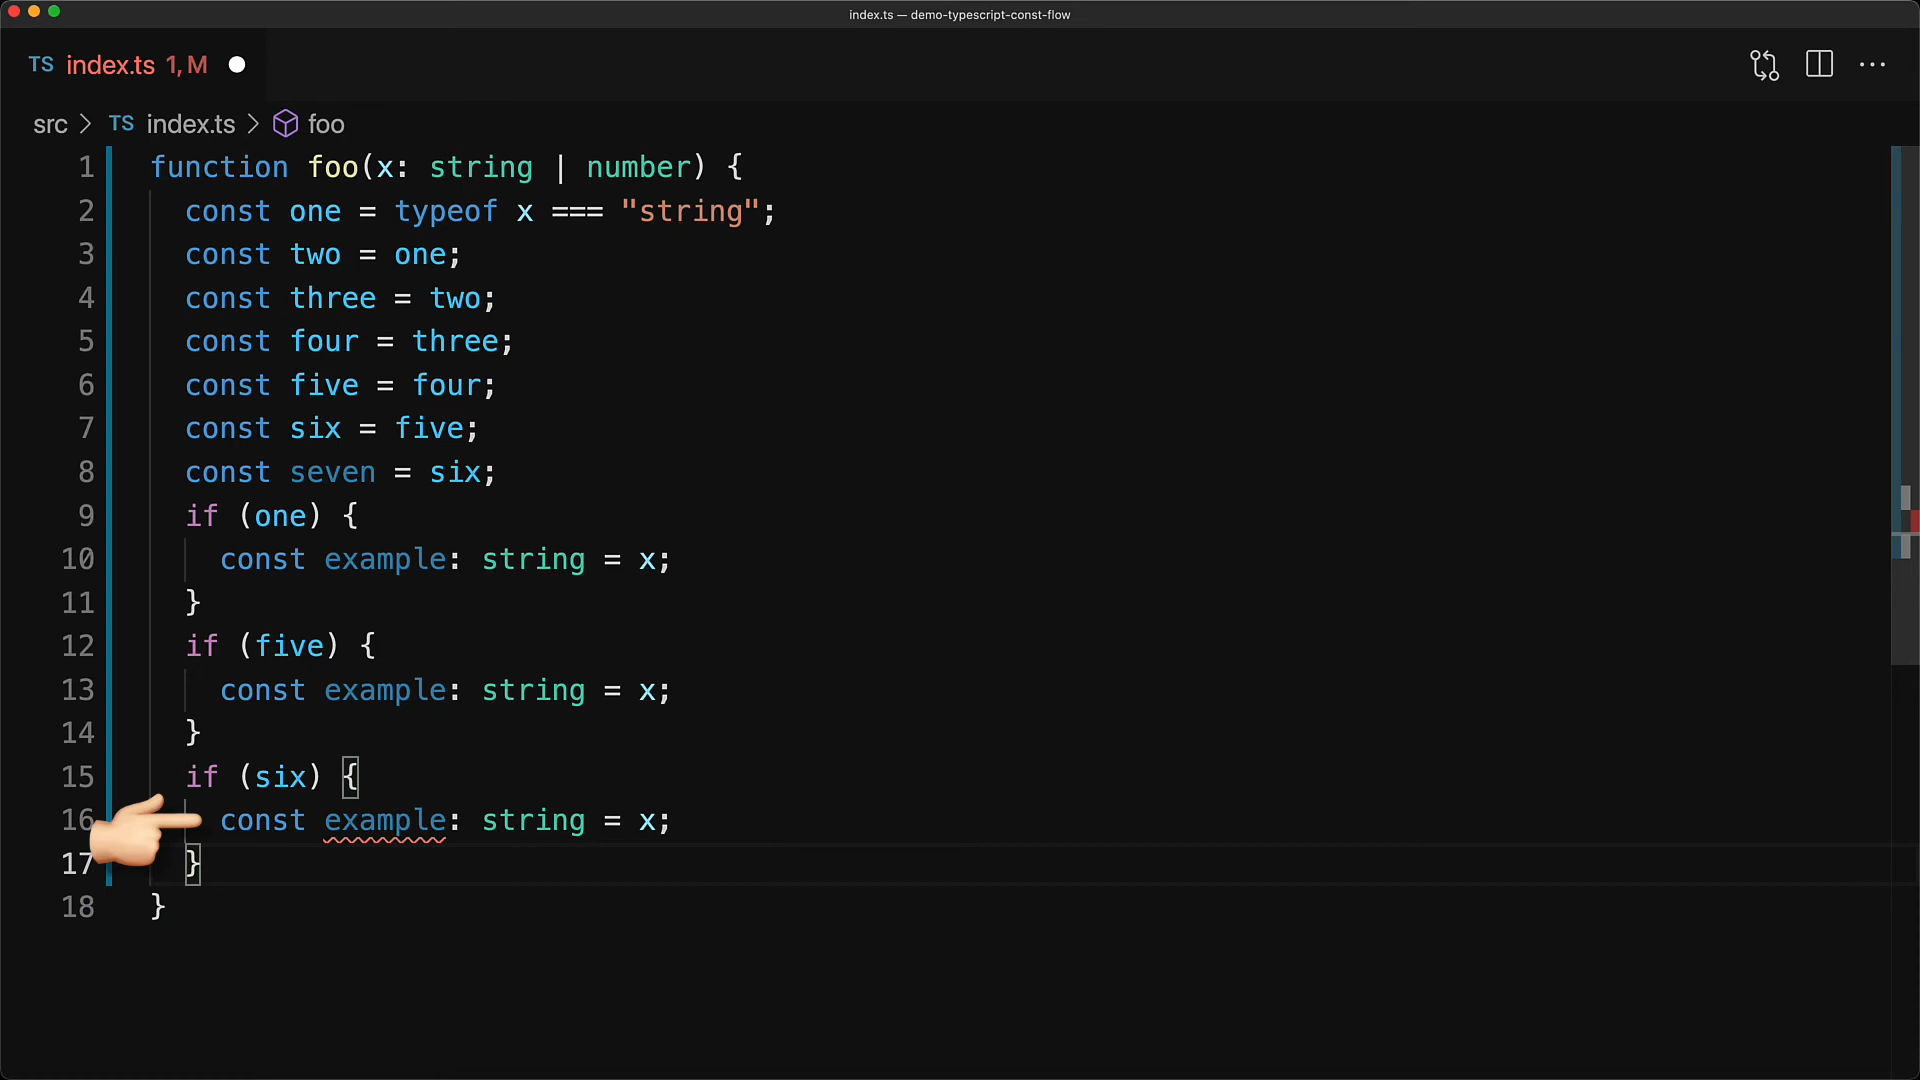 index.ts — demo-typescript-const-flow
TS index.ts 1, M
src > TS index.ts > foo
1 function foo(x: string | number) {
2 const one = typeof x === "string";
3 const two = one;
4 const three = two;
5 const four = three;
6 const five = four;
7 const six = five;
8 const seven = six;
9 if (one) {
10 const example: string = x;
11 }
12 if (five) {
13 const example: string = x;
14 }
15 if (six) {
16 const example: string = x;
17 }
18 }